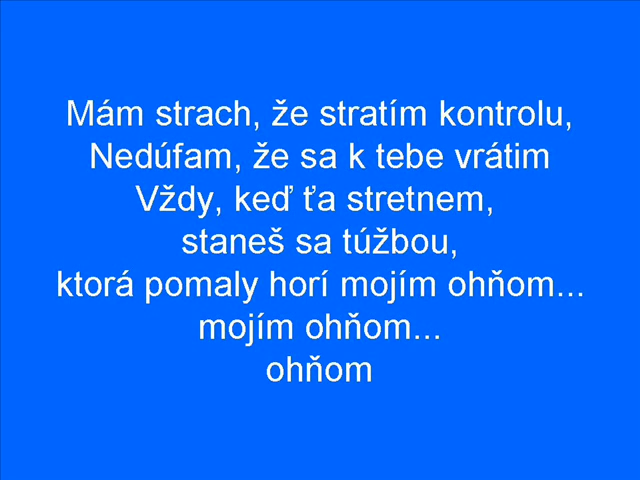 Mám strach, že stratím kontrolu,
Nedúfam, že sa k tebe vrátim
Vždy, keď ťa stretnem,
staneš sa túžbou,
ktorá pomaly horí mojím ohňom...
mojím ohňom...
ohňom